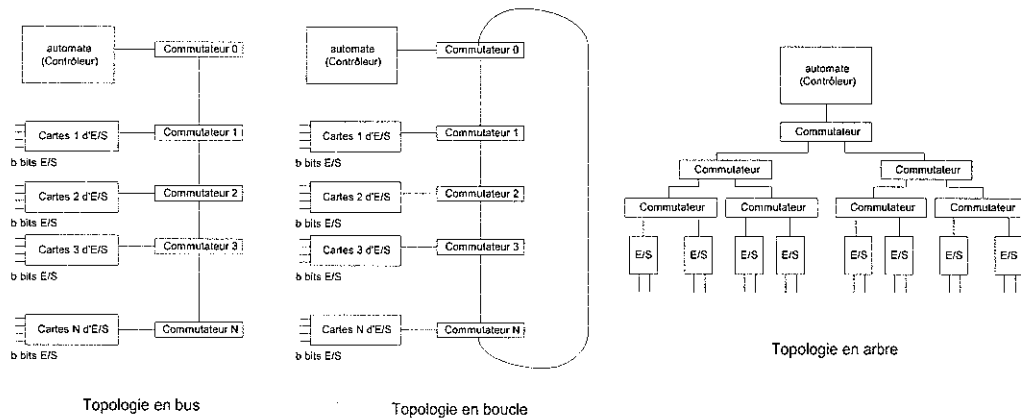 automate
(Contrôleur)
Commutateur 0
Cartes 1 d'E/S
Commutateur 1
b bits E/S
Cartes 2 d'E/S
Commutateur 2
b bits E/S
Cartes 3 d'E/S
Commutateur 3
b bits E/S
Cartes N d'E/S
Commutateur N
b bits E/S
Topologie en bus
automate
(Contrôleur)
Commutateur 0
Cartes 1 d'E/S
Commutateur 1
b bits E/S
Cartes 2 d'E/S
Commutateur 2
b bits E/S
Cartes 3 d'E/S
Commutateur 3
b bits E/S
Cartes N d'E/S
Commutateur N
b bits E/S
Topologie en boucle
automate
(Contrôleur)
Commutateur
Commutateur
Commutateur
Commutateur
Commutateur
Commutateur
Commutateur
E/S
E/S
E/S
E/S
E/S
E/S
E/S
E/S
Topologie en arbre